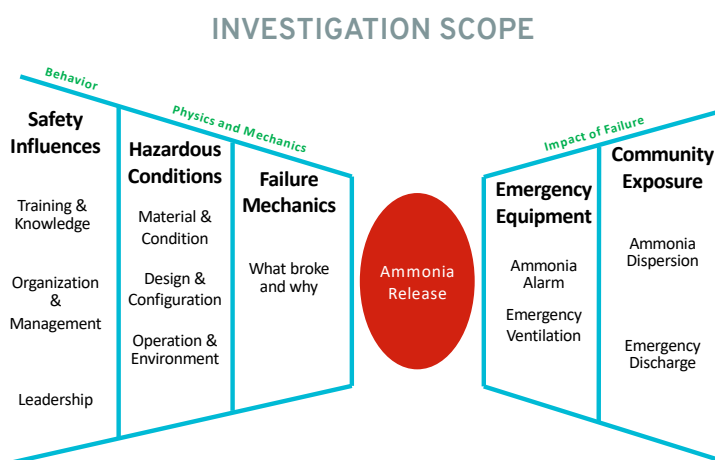 INVESTIGATION SCOPE
Behavior
Safety
Influences
Training &
Knowledge
Organization
&
Management
Leadership
Physics and Mechanics
Hazardous
Conditions
Material &
Condition
Design &
Configuration
Operation &
Environment
Failure
Mechanics
What broke
and why
Ammonia
Release
Impact of Failure
Emergency
Equipment
Ammonia
Alarm
Emergency
Ventilation
Community
Exposure
Ammonia
Dispersion
Emergency
Discharge